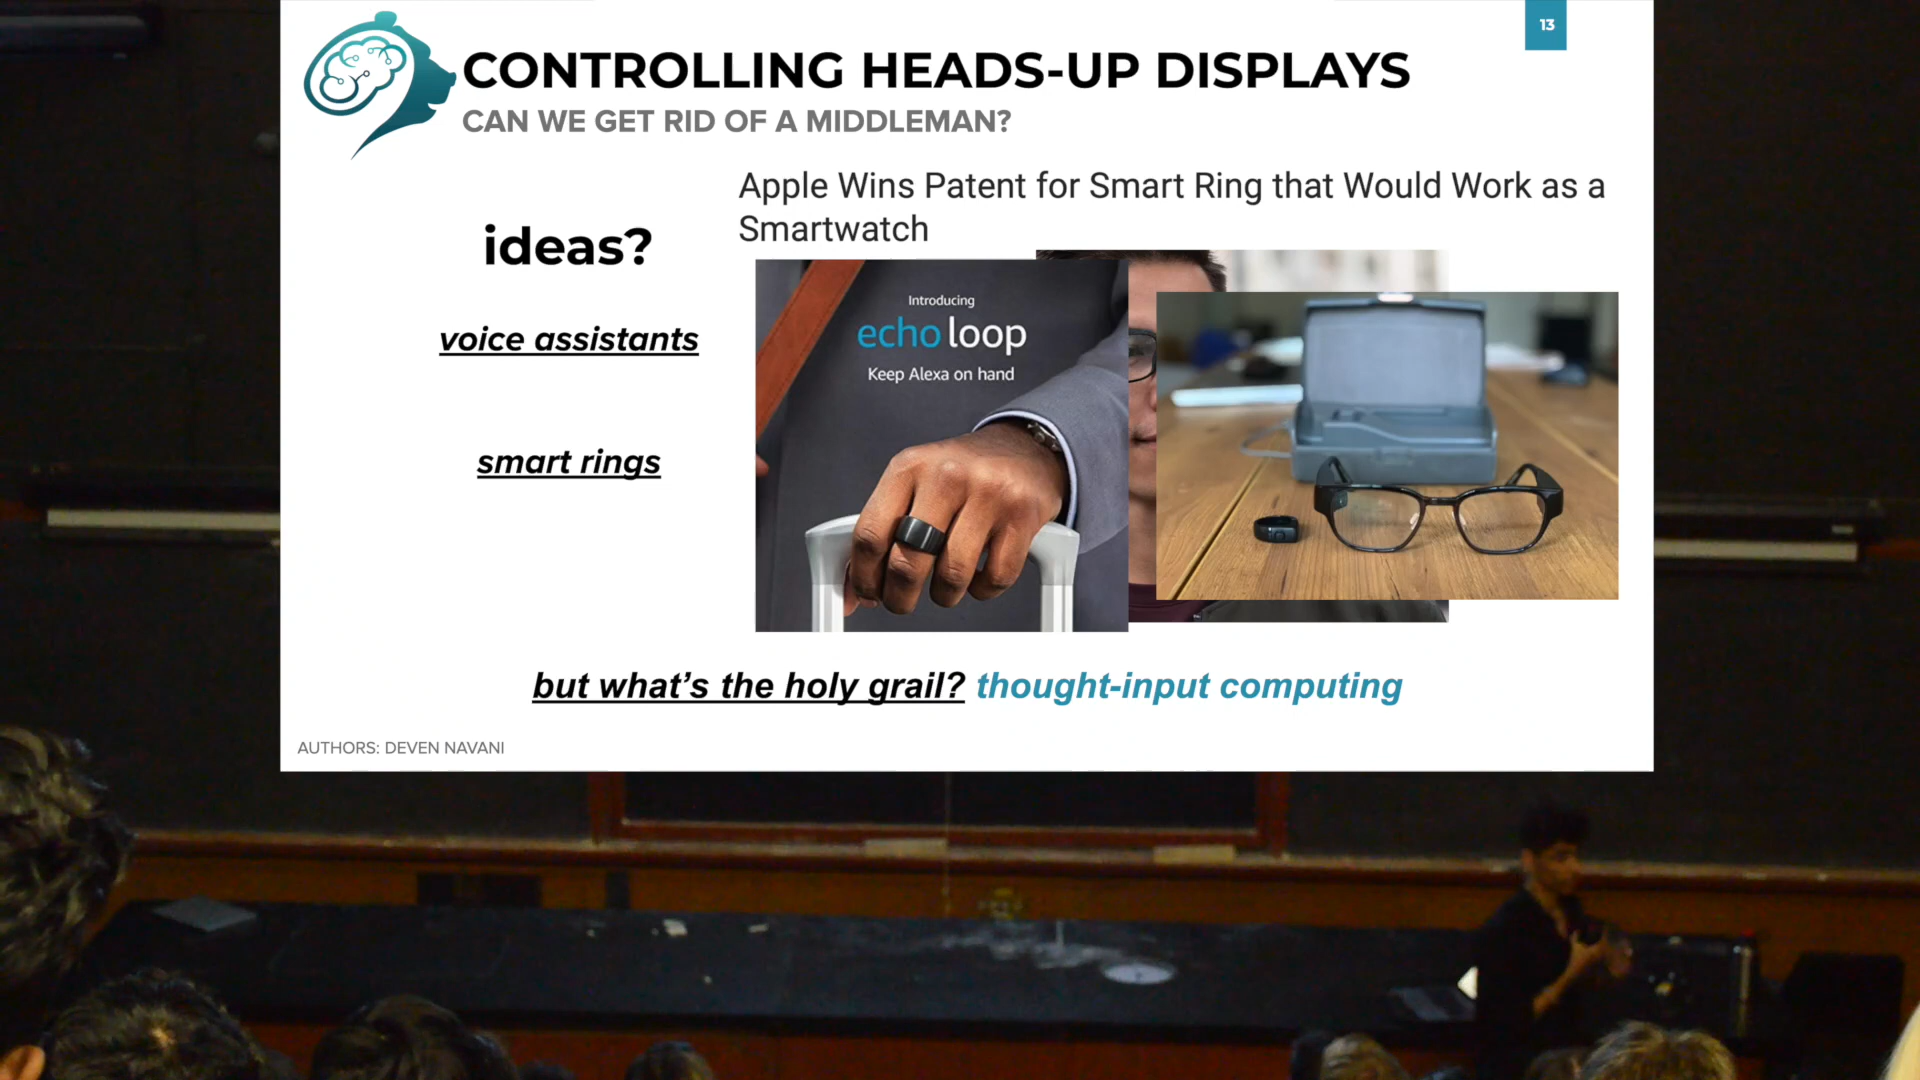 13
CONTROLLING HEADS-UP DISPLAYS
CAN WE GET RID OF A MIDDLEMAN?
Apple Wins Patent for Smart Ring that Would Work as a
Smartwatch
ideas?
voice assistants
smart rings
Introducing
echo loop
Keep Alexa on hand
but what's the holy grail? thought-input computing
AUTHORS: DEVEN NAVANI